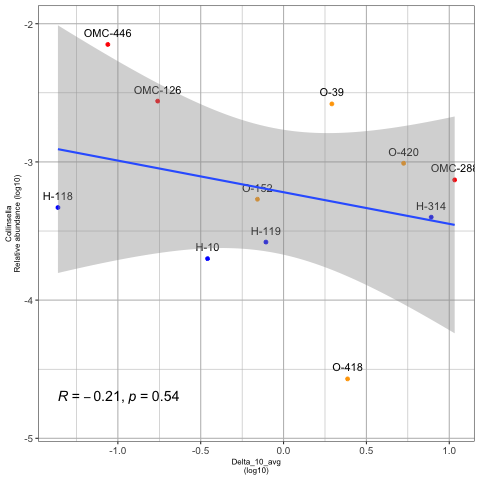 -2
OMC-446
OMC-126
O-39
O-420
OMC-288
-3
O-152
H-118
H-314
H-119
H-10
Collinsella
Relative abundance (log10)
-4
O-418
R = −0.21, p = 0.54
-5
-1.0
-0.5
0.0
0.5
1.0
Delta_10_avg
(log10)